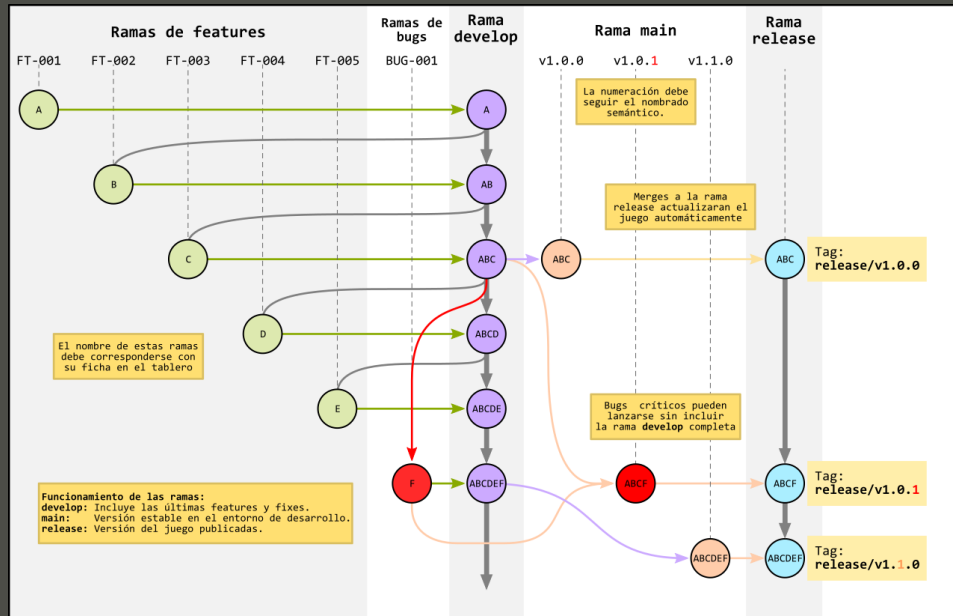 Ramas de features
Ramas de
bugs
Rama
develop
Rama main
Rama
release
FT-001
FT-002
FT-003
FT-004
FT-005
BUG-001
v1.0.0
v1.0.1
v1.1.0
La numeración debe
seguir el nombrado
semántico.
A
A
B
AB
Merges a la rama
release actualizaran el
juego automáticamente
C
ABC
ABC
ABC
Tag:
release/v1.0.0
D
ABCD
El nombre de estas ramas
debe corresponderse con
su ficha en el tablero
E
ABCDE
Bugs críticos pueden
lanzarse sin incluir
la rama develop completa
F
ABCDEF
ABCF
ABCF
Tag:
release/v1.0.1
Funcionamiento de las ramas:
develop: Incluye las últimas features y fixes.
main: Versión estable en el entorno de desarrollo.
release: Versión del juego publicadas.
ABCDEF
ABCDEF
Tag:
release/v1.1.0